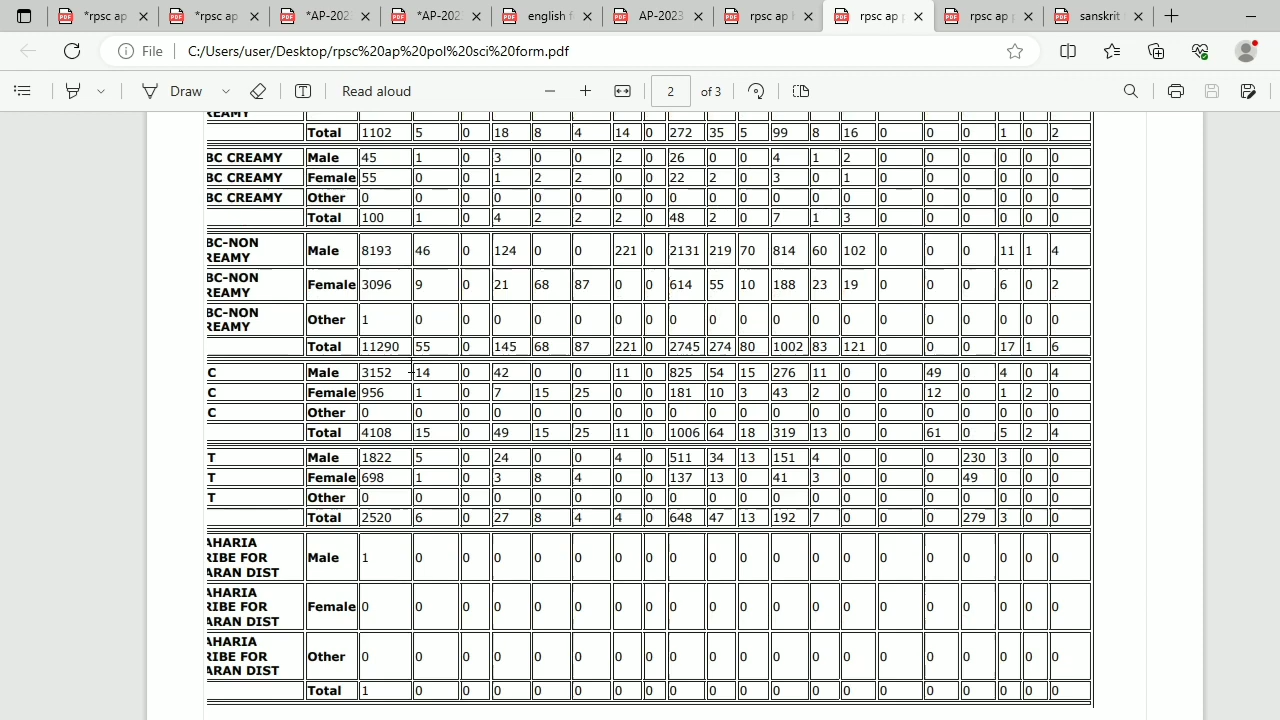 *rpsc ap
*rpsc ap
*AP-202
*AP-202
english f
AP-2023
rpsc ap
rpsc ap
rpsc ap
sanskrit
File C:/Users/user/Desktop/rpsc%20ap%20pol%20sci%20form.pdf
Draw Read aloud 2 of 3
REAMY
Total 1102 5 0 18 8 4 14 0 272 35 5 99 8 16 0 0 0 1 0 2
BC CREAMY Male 45 1 0 3 0 0 2 0 26 0 0 4 1 2 0 0 0 0 0 0
BC CREAMY Female 55 0 0 1 2 2 0 0 22 2 0 3 0 1 0 0 0 0 0 0
BC CREAMY Other 0 0 0 0 0 0 0 0 0 0 0 0 0 0 0 0 0 0 0 0
Total 100 1 0 4 2 2 2 0 48 2 0 7 1 3 0 0 0 0 0 0
BC-NON
REAMY Male 8193 46 0 124 0 0 221 0 2131 219 70 814 60 102 0 0 0 11 1 4
BC-NON
REAMY Female 3096 9 0 21 68 87 0 0 614 55 10 188 23 19 0 0 0 6 0 2
BC-NON
REAMY Other 1 0 0 0 0 0 0 0 0 0 0 0 0 0 0 0 0 0 0 0
Total 11290 55 0 145 68 87 221 0 2745 274 80 1002 83 121 0 0 0 17 1 6
C Male 3152 14 0 42 0 0 11 0 825 54 15 276 11 0 0 49 0 4 0 4
C Female 956 1 0 7 15 25 0 0 181 10 3 43 2 0 0 12 0 1 2 0
C Other 0 0 0 0 0 0 0 0 0 0 0 0 0 0 0 0 0 0 0 0
Total 4108 15 0 49 15 25 11 0 1006 64 18 319 13 0 0 61 0 5 2 4
T Male 1822 5 0 24 0 0 4 0 511 34 13 151 4 0 0 0 230 3 0 0
T Female 698 1 0 3 8 4 0 0 137 13 0 41 3 0 0 0 49 0 0 0
T Other 0 0 0 0 0 0 0 0 0 0 0 0 0 0 0 0 0 0 0 0
Total 2520 6 0 27 8 4 4 0 648 47 13 192 7 0 0 0 279 3 0 0
AHARIA
RIBE FOR
ARAN DIST Male 1 0 0 0 0 0 0 0 0 0 0 0 0 0 0 0 0 0 0 0
AHARIA
RIBE FOR
ARAN DIST Female 0 0 0 0 0 0 0 0 0 0 0 0 0 0 0 0 0 0 0 0
AHARIA
RIBE FOR
ARAN DIST Other 0 0 0 0 0 0 0 0 0 0 0 0 0 0 0 0 0 0 0 0
Total 1 0 0 0 0 0 0 0 0 0 0 0 0 0 0 0 0 0 0 0